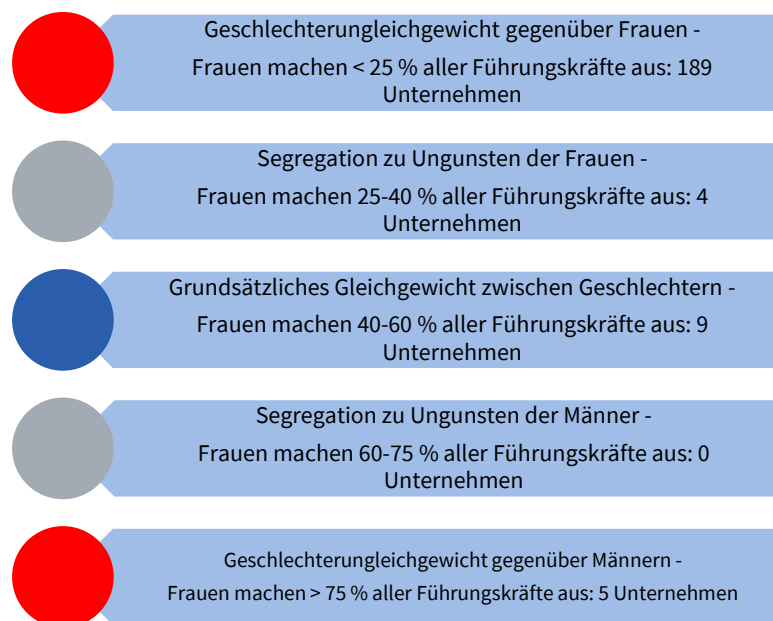 Geschlechterungleichgewicht gegenüber Frauen -
Frauen machen < 25 % aller Führungskräfte aus: 189
Unternehmen
Segregation zu Ungunsten der Frauen -
Frauen machen 25-40 % aller Führungskräfte aus: 4
Unternehmen
Grundsätzliches Gleichgewicht zwischen Geschlechtern -
Frauen machen 40-60 % aller Führungskräfte aus: 9
Unternehmen
Segregation zu Ungunsten der Männer -
Frauen machen 60-75 % aller Führungskräfte aus: 0
Unternehmen
Geschlechterungleichgewicht gegenüber Männern -
Frauen machen > 75 % aller Führungskräfte aus: 5 Unternehmen